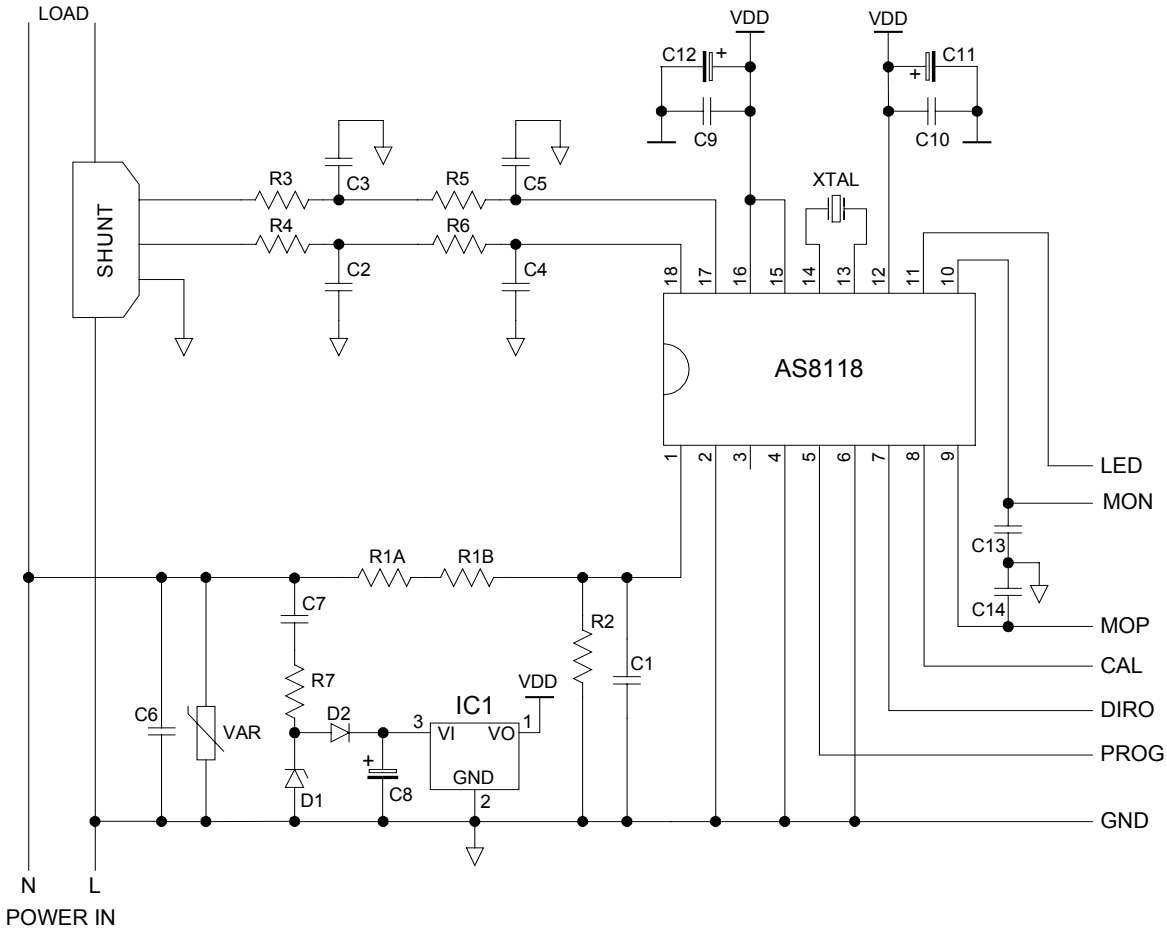 LOAD
VDD
VDD
C12
+
+
C11
C9
C10
R3
C3
R5
C5
XTAL
R4
C2
R6
C4
SHUNT
18
17
16
15
14
13
12
11
10
AS8118
1
2
3
4
5
6
7
8
9
LED
MON
C13
C14
MOP
CAL
DIRO
PROG
GND
R1A
R1B
C7
R2
C1
R7
VDD
C6
VAR
D2
IC1
3
VI
VO
1
GND
2
+
C8
D1
N
L
POWER IN